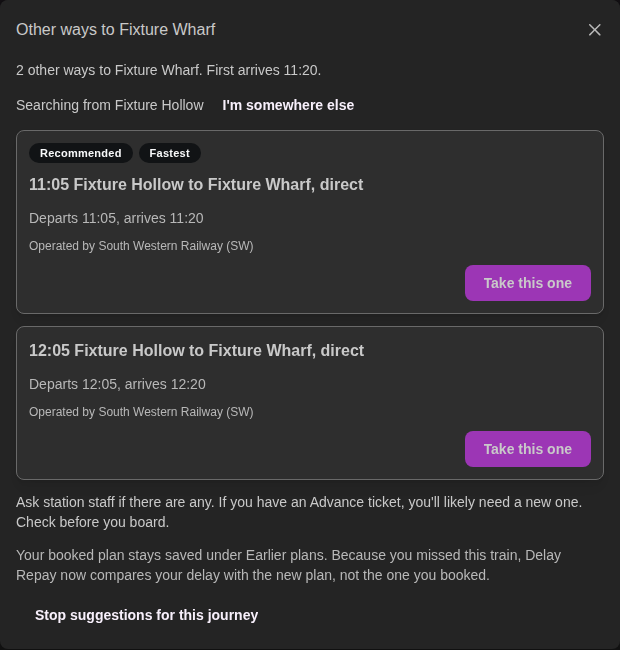 Other ways to Fixture Wharf
2 other ways to Fixture Wharf. First arrives 11:20.
Searching from Fixture Hollow I'm somewhere else
Recommended Fastest
11:05 Fixture Hollow to Fixture Wharf, direct
Departs 11:05, arrives 11:20
Operated by South Western Railway (SW)
Take this one
12:05 Fixture Hollow to Fixture Wharf, direct
Departs 12:05, arrives 12:20
Operated by South Western Railway (SW)
Take this one
Ask station staff if there are any. If you have an Advance ticket, you'll likely need a new one.
Check before you board.
Your booked plan stays saved under Earlier plans. Because you missed this train, Delay
Repay now compares your delay with the new plan, not the one you booked.
Stop suggestions for this journey